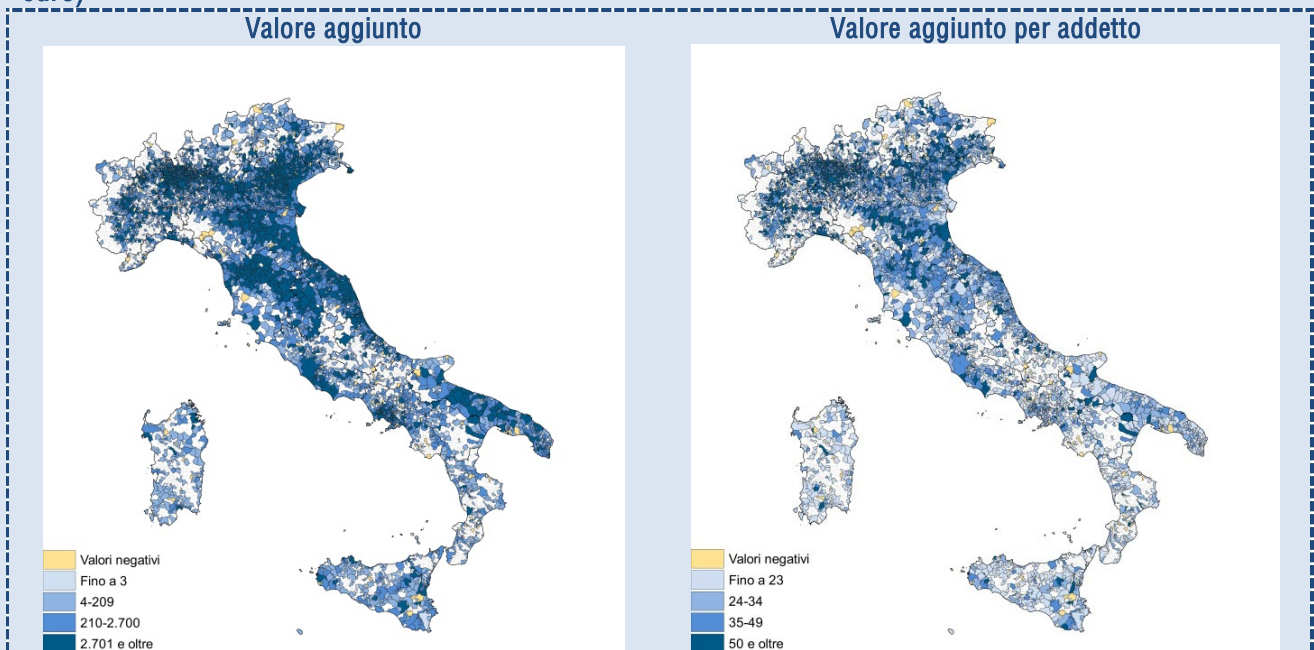 euro)
Valore aggiunto
Valore aggiunto per addetto
Valori negativi
Fino a 3
4-209
210-2.700
2.701 e oltre
Valori negativi
Fino a 23
24-34
35-49
50 e oltre